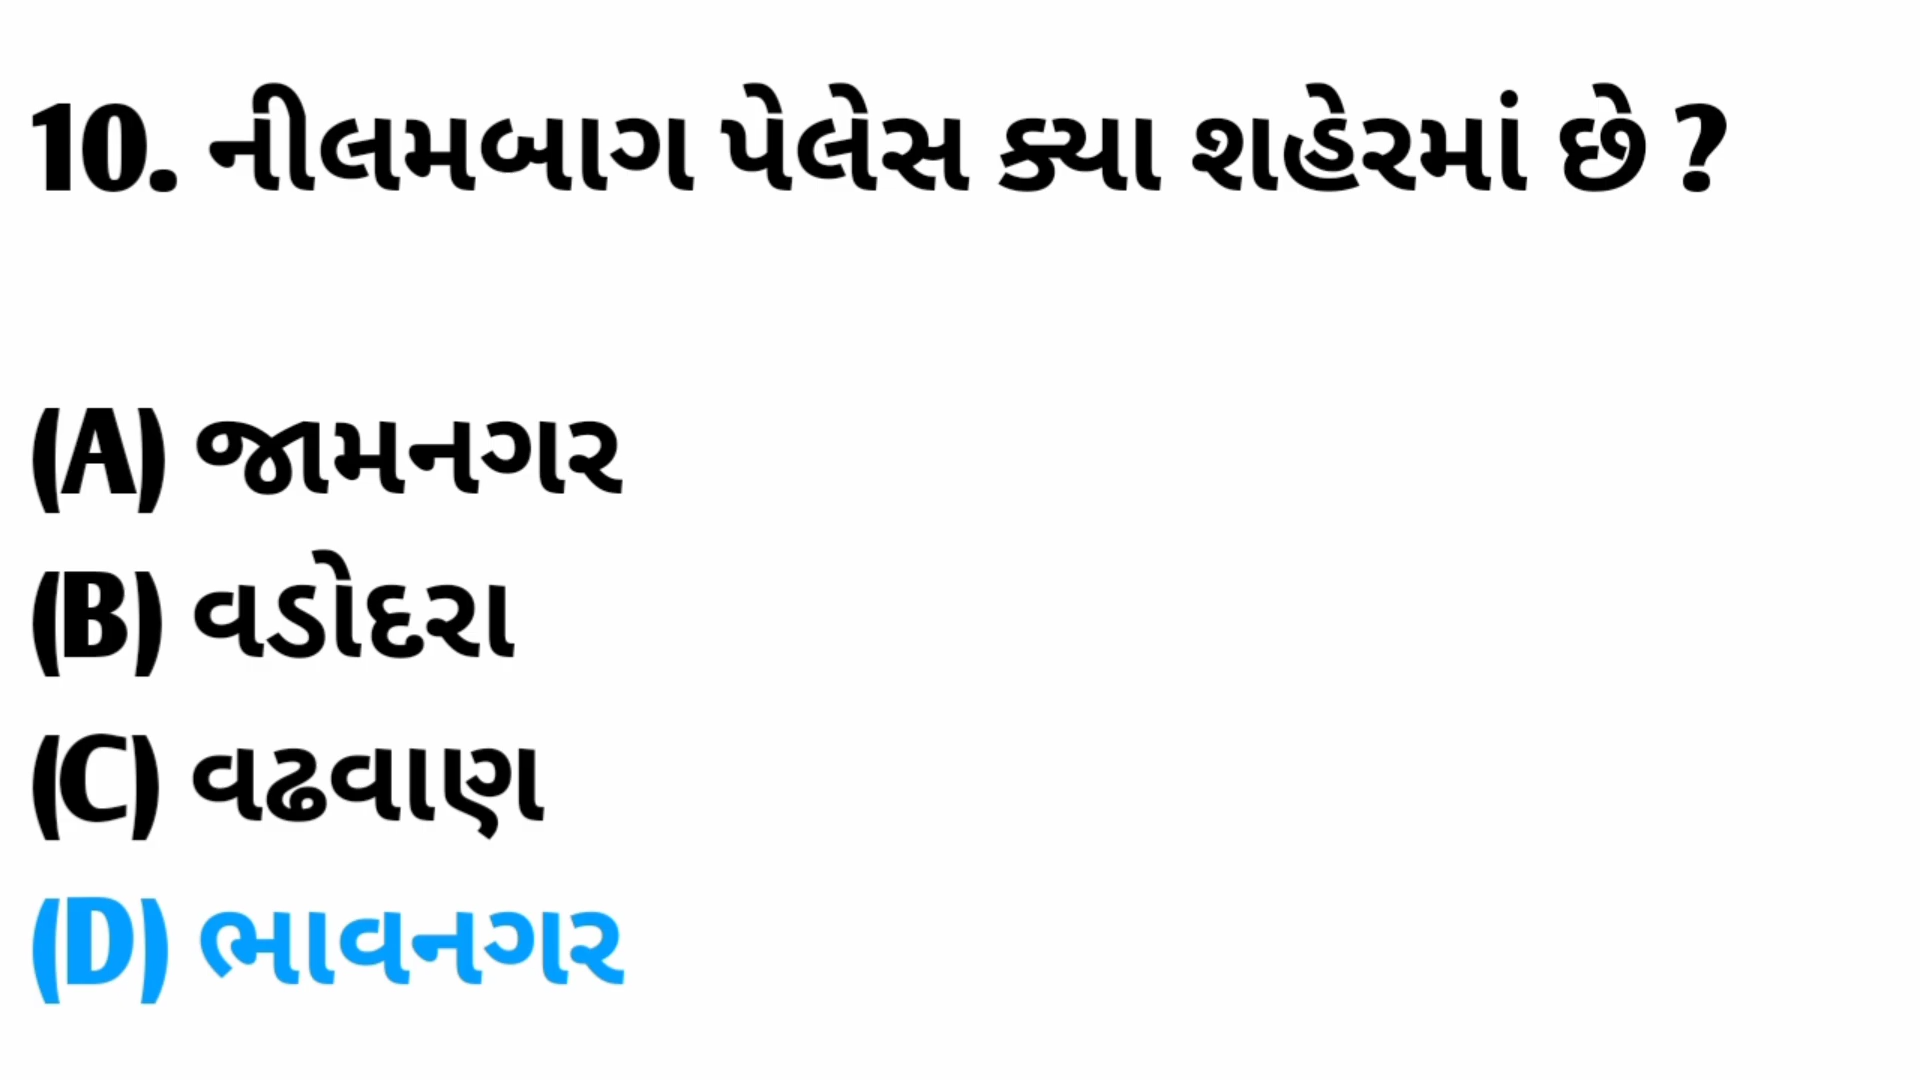 10. નીલમબાગ પેલેસ ક્યા શહેરમાં છે ?
(A) જામનગર
(B) વડોદરા
(C) વઢવાણ
(D) ભાવનગર